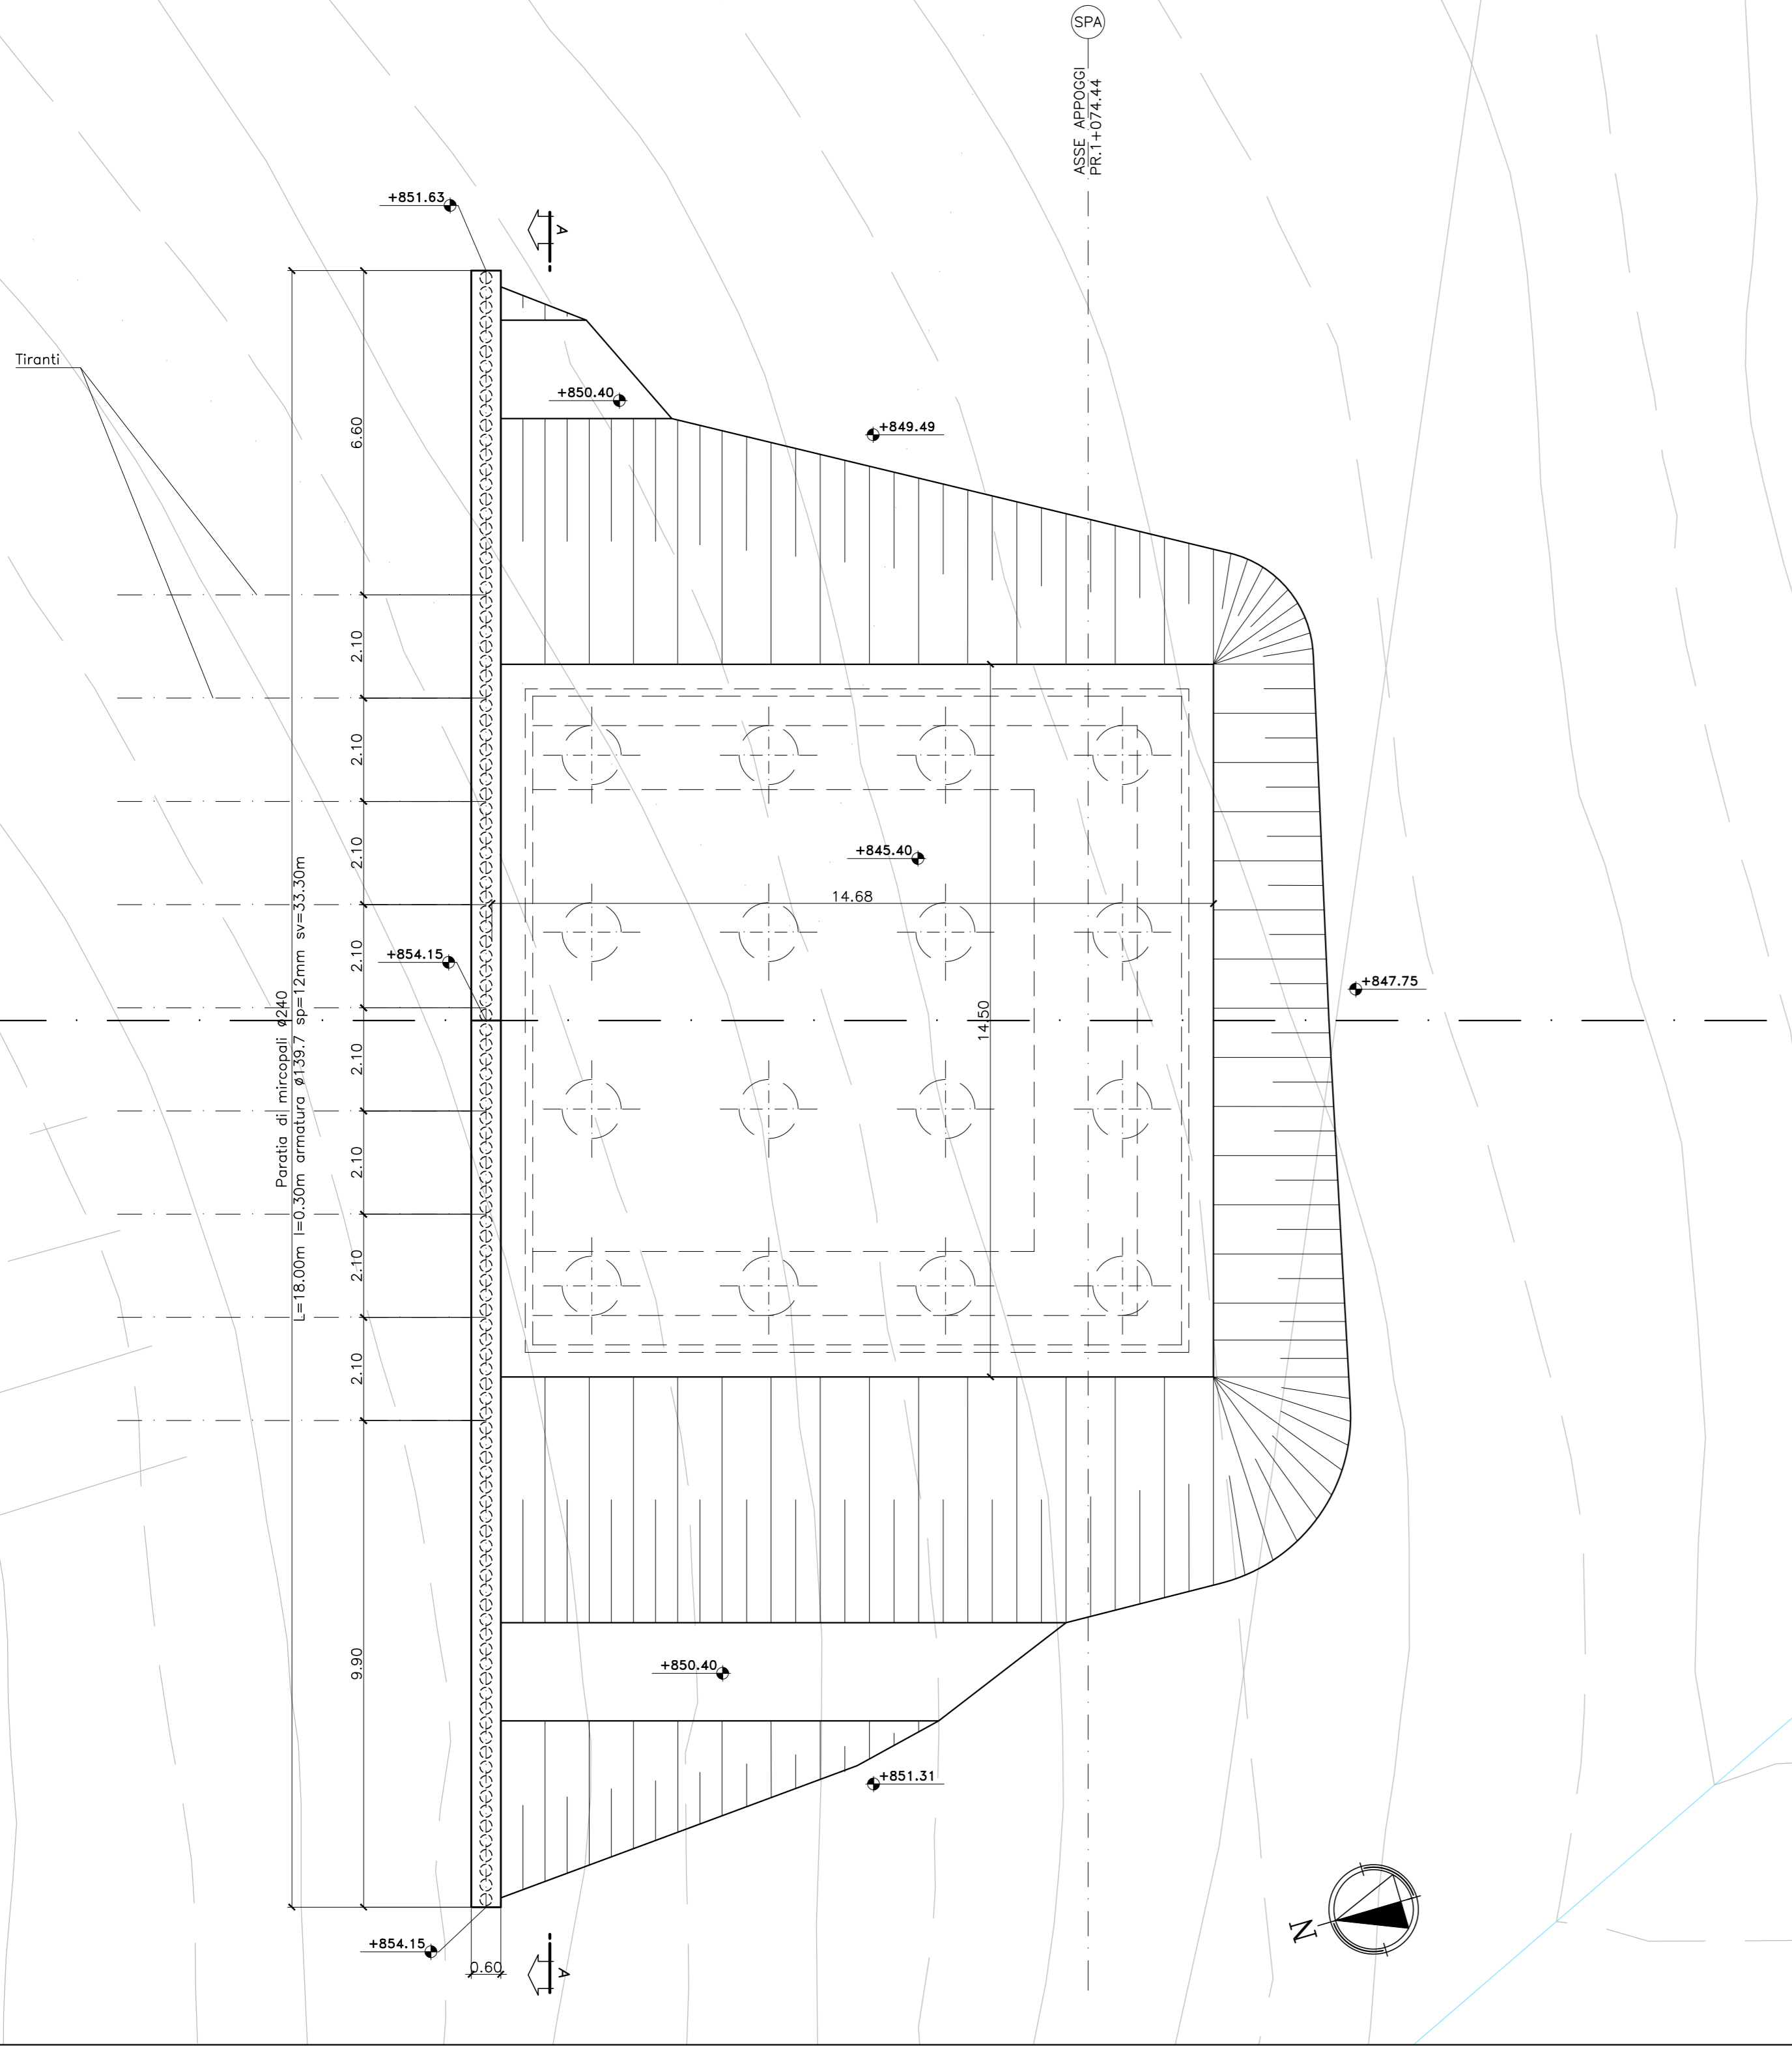 SPA
ASSE APPOGGI
PR.1+074.44
+851.63
A
Tiranti
+850.40
+849.49
6.60
2.10
2.10
2.10
2.10
2.10
2.10
2.10
2.10
9.90
+845.40
14.68
+854.15
+847.75
14.50
Paratia di mircopali ø240
L=18.00m I=0.30m armatura ø139.7 sp=12mm sv=33.30m
+850.40
+851.31
+854.15
0.60
A
N